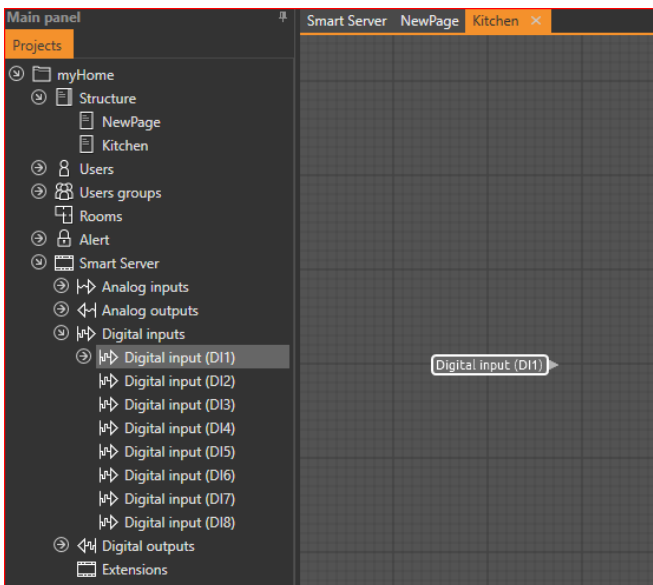 Main panel
Smart Server NewPage Kitchen
Projects
myHome
Structure
NewPage
Kitchen
Users
Users groups
Rooms
Alert
Smart Server
Analog inputs
Analog outputs
Digital inputs
Digital input (DI1)
Digital input (DI1)
Digital input (DI2)
Digital input (DI3)
Digital input (DI4)
Digital input (DI5)
Digital input (DI6)
Digital input (DI7)
Digital input (DI8)
Digital outputs
Extensions